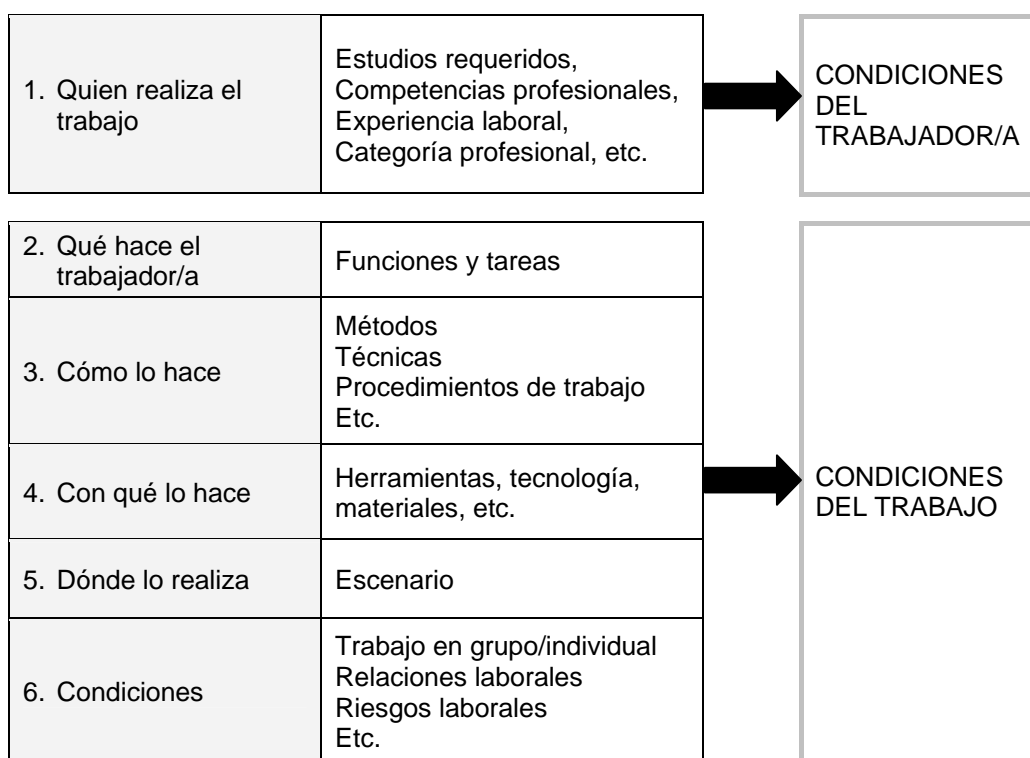 1. Quien realiza el
trabajo
Estudios requeridos,
Competencias profesionales,
Experiencia laboral,
Categoría profesional, etc.
CONDICIONES
DEL
TRABAJADOR/A
2. Qué hace el
trabajador/a
Funciones y tareas
3. Cómo lo hace
Métodos
Técnicas
Procedimientos de trabajo
Etc.
4. Con qué lo hace
Herramientas, tecnología,
materiales, etc.
CONDICIONES
DEL TRABAJO
5. Dónde lo realiza
Escenario
6. Condiciones
Trabajo en grupo/individual
Relaciones laborales
Riesgos laborales
Etc.